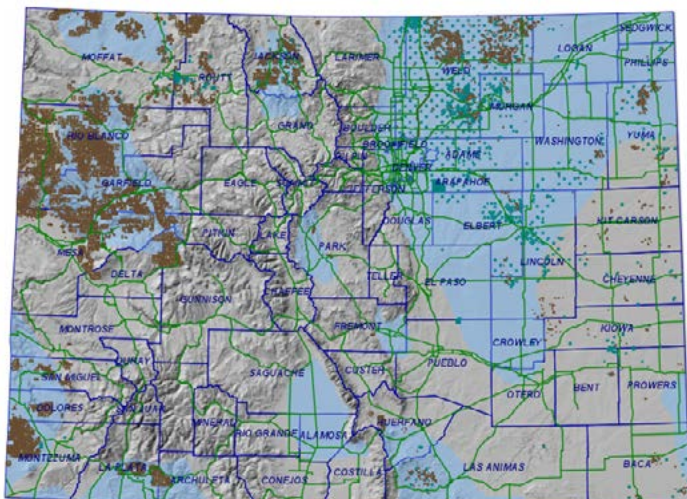 SEDGWICK
LOGAN
MOFFAT
JACKSON
LARIMER
PHILLIPS
WELD
ROUTT
MORGAN
GRAND
BOULDER
RIO BLANCO
WASHINGTON
YUMA
BROOMFIELD
ADAMS
GILPIN
DENVER
GARFIELD
EAGLE
SUMMIT
ARAPAHOE
JEFFERSON
PITKIN
LAKE
PARK
DOUGLAS
ELBERT
KIT CARSON
MESA
DELTA
TELLER
EL PASO
LINCOLN
CHEYENNE
GUNNISON
CHAFFEE
MONTROSE
FREMONT
KIOWA
CROWLEY
OURAY
PUEBLO
SAN MIGUEL
SAGUACHE
CUSTER
BENT
PROWERS
OTERO
DOLORES
SAN JUAN
HUERFANO
MINERAL
RIO GRANDE
ALAMOSA
MONTEZUMA
LA PLATA
ARCHULETA
CONEJOS
COSTILLA
LAS ANIMAS
BACA